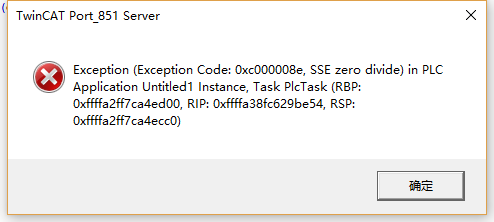 TwinCAT Port_851 Server
Exception (Exception Code: 0xc000008e, SSE zero divide) in PLC
Application Untitled1 Instance, Task PlcTask (RBP:
0xffffa2ff7ca4ed00, RIP: 0xffffa38fc629be54, RSP:
0xffffa2ff7ca4ecc0)
确定